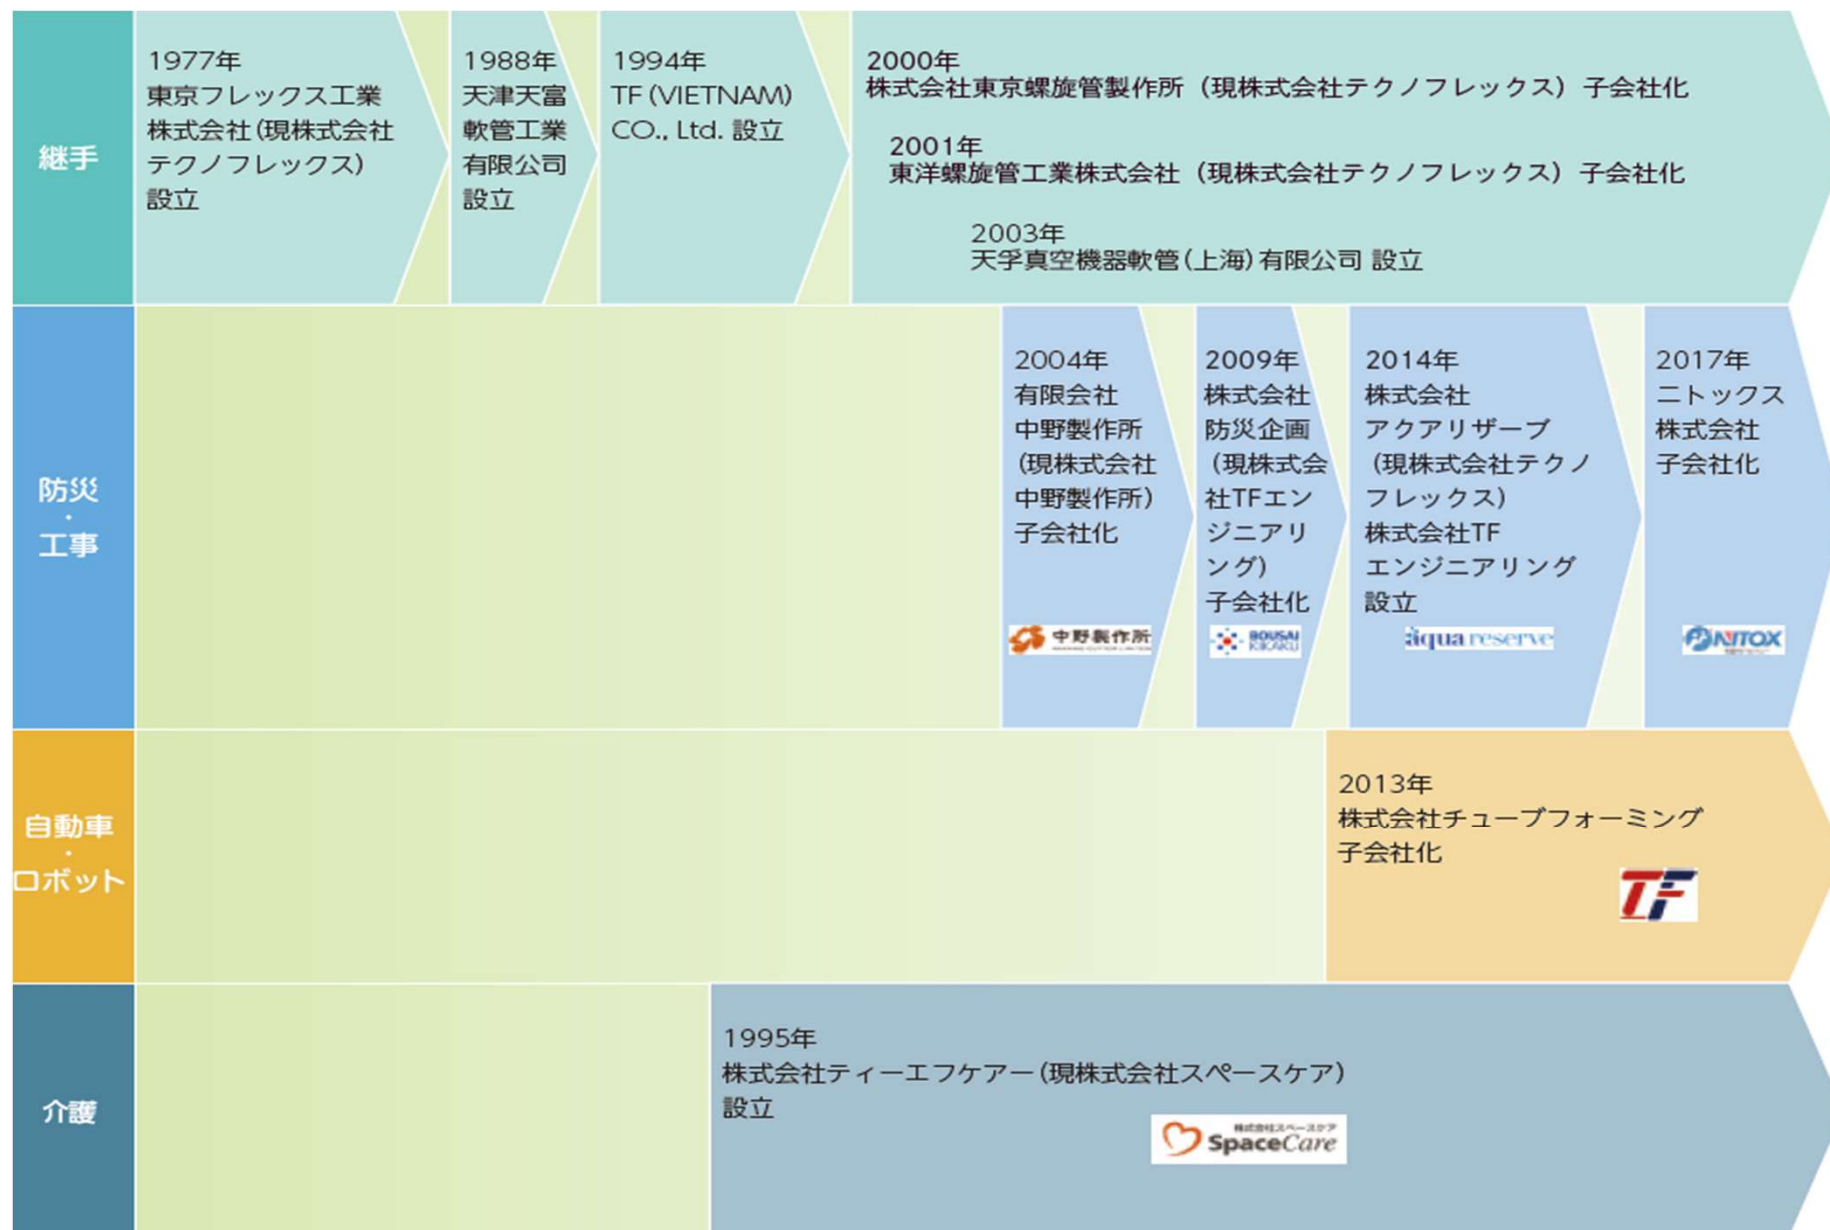 継手
1977年
東京フレックス工業
株式会社(現株式会社
テクノフレックス)
設立
1988年
天津天富
軟管工業
有限公司
設立
1994年
TF(VIETNAM)
CO., Ltd. 設立
2000年
株式会社東京螺旋管製作所（現株式会社テクノフレックス）子会社化
2001年
東洋螺旋管工業株式会社（現株式会社テクノフレックス）子会社化
2003年
天孚真空機器軟管(上海)有限公司 設立
防災
・
工事
2004年
有限会社
中野製作所
(現株式会社
中野製作所)
子会社化
中野製作所
2009年
株式会社
防災企画
（現株式会
社TFエン
ジニアリ
ング)
子会社化
BOUSAI
KIKAKU
2014年
株式会社
アクアリザーブ
（現株式会社テクノ
フレックス)
株式会社TF
エンジニアリング
設立
aqua reserve
2017年
ニトックス
株式会社
子会社化
NITOX
自動車
・
ロボット
2013年
株式会社チューブフォーミング
子会社化
TF
介護
1995年
株式会社ティーエフケアー(現株式会社スペースケア)
設立
株式会社スペースケア
SpaceCare